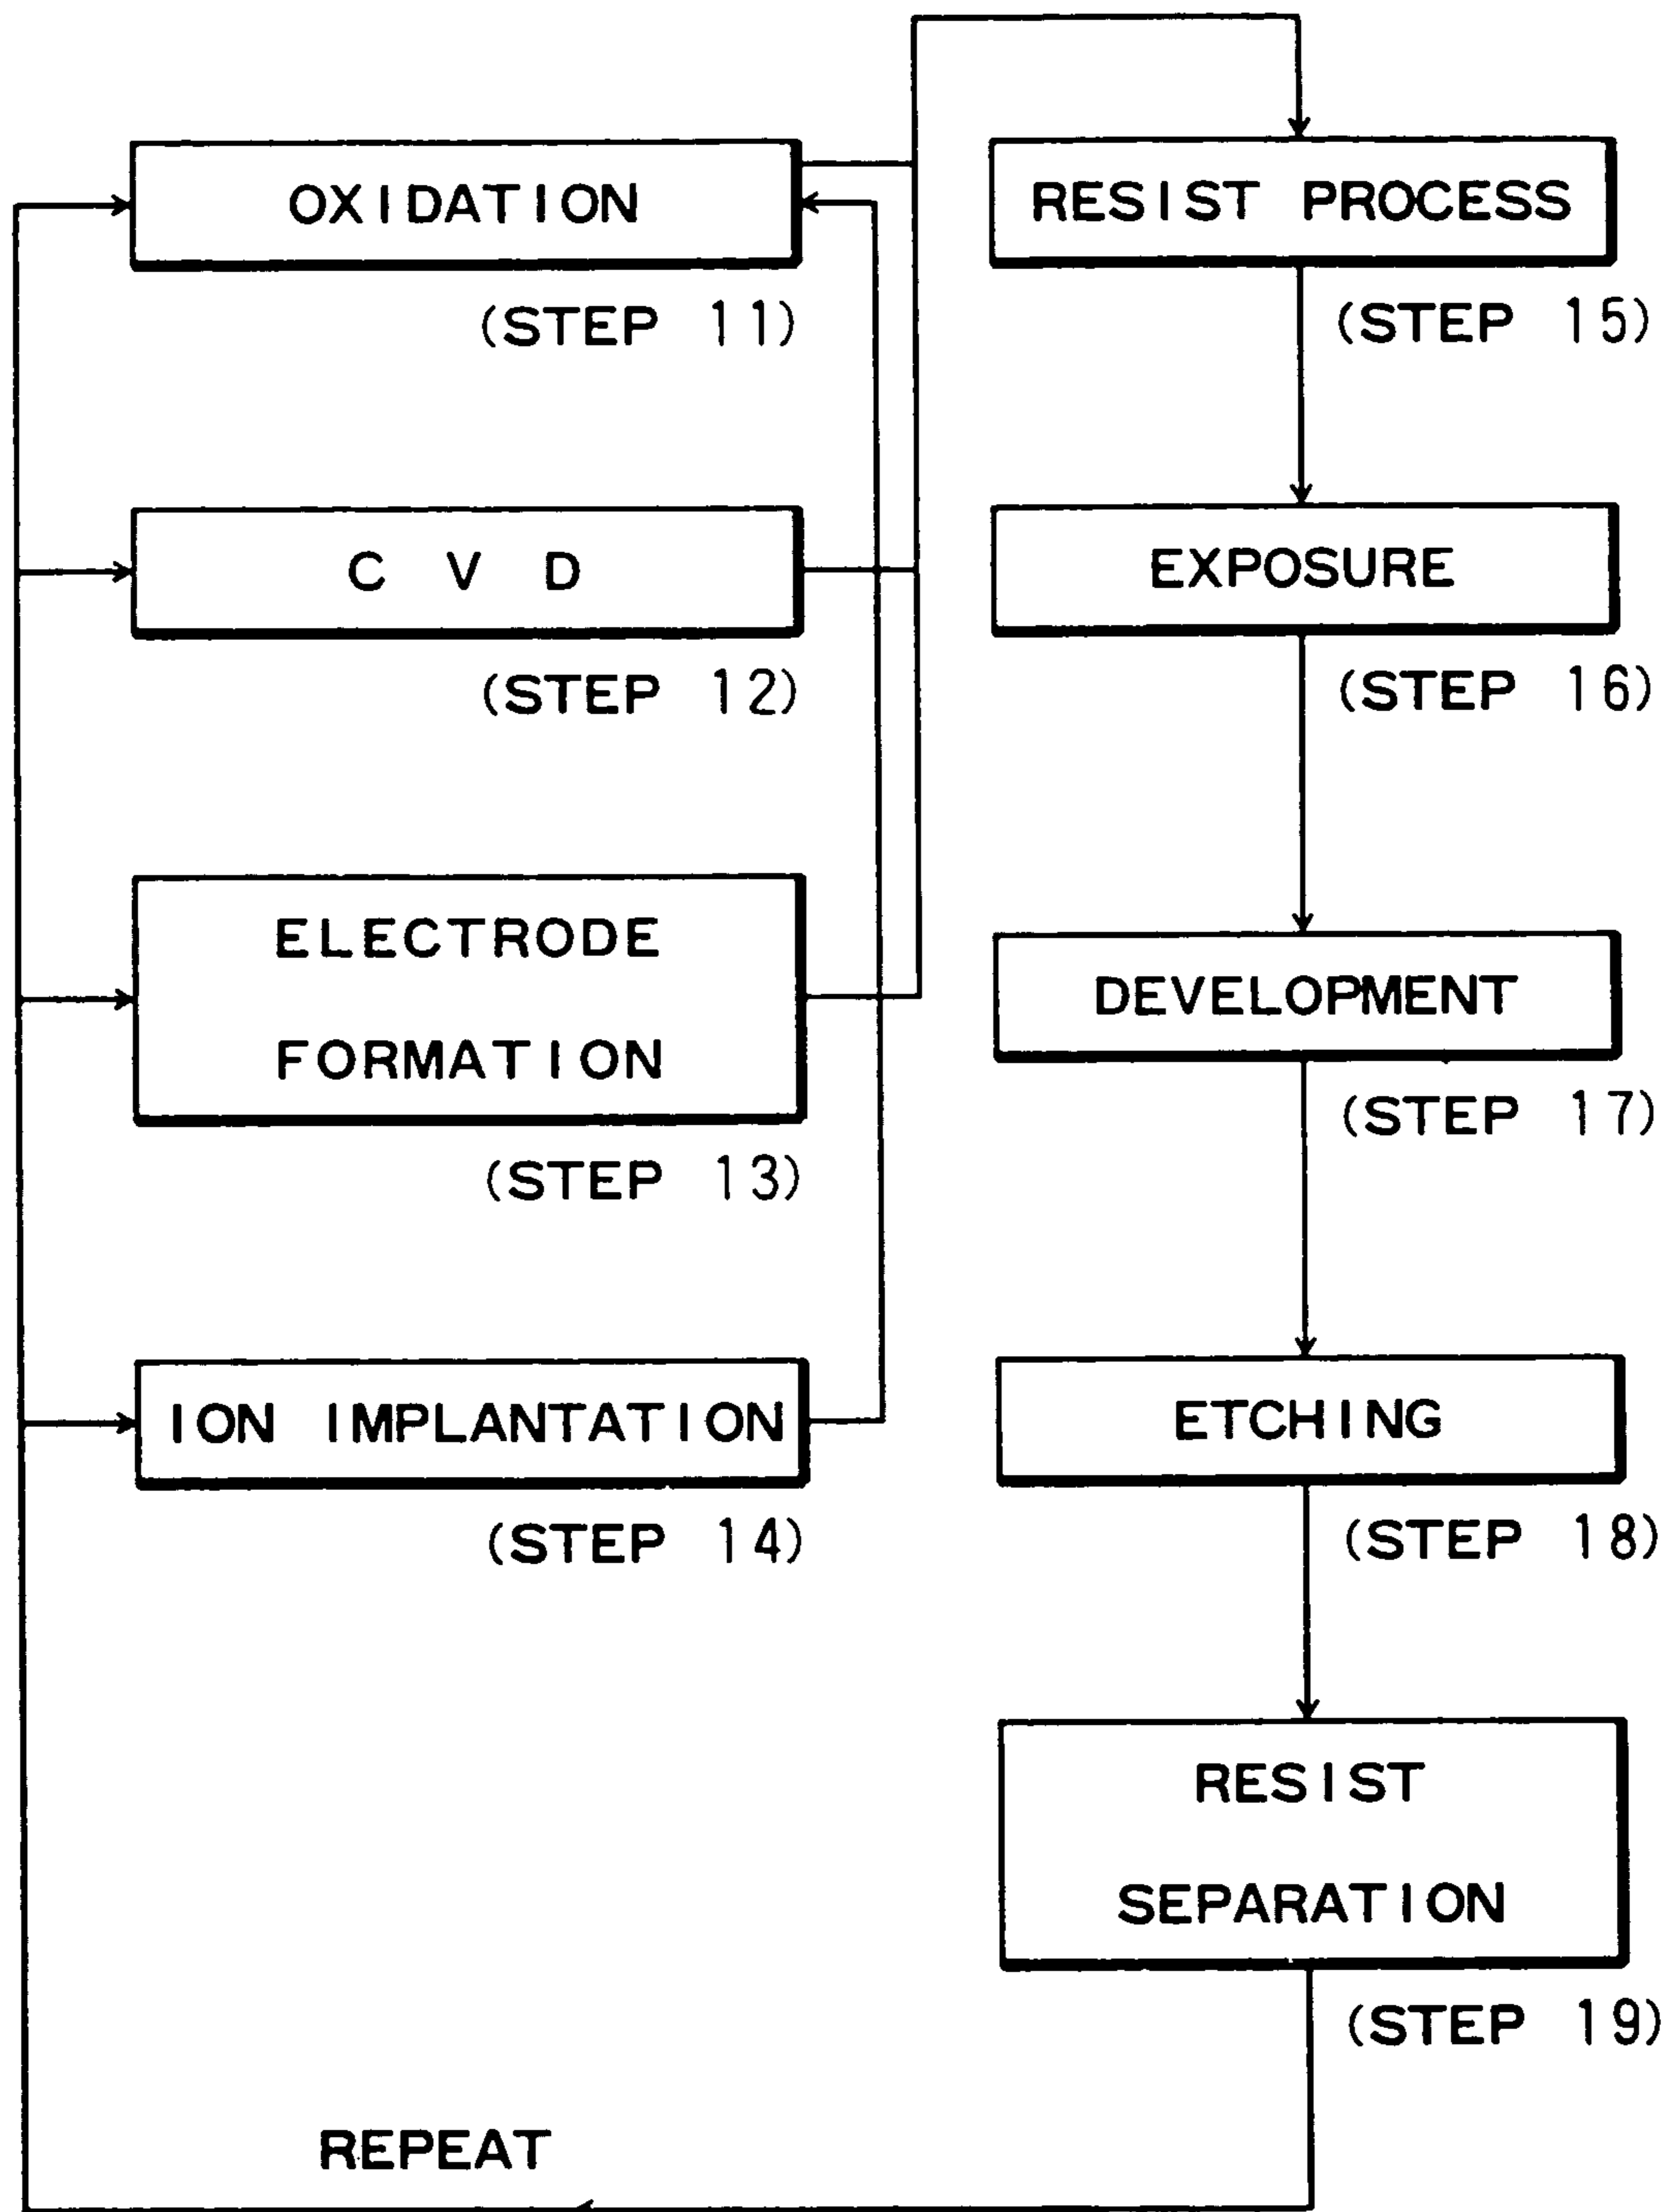 OXIDATION
(STEP 11)
C V D
(STEP 12)
ELECTRODE
FORMATION
(STEP 13)
ION IMPLANTATION
(STEP 14)
RESIST PROCESS
(STEP 15)
EXPOSURE
(STEP 16)
DEVELOPMENT
(STEP 17)
ETCHING
(STEP 18)
RESIST
SEPARATION
(STEP 19)
REPEAT